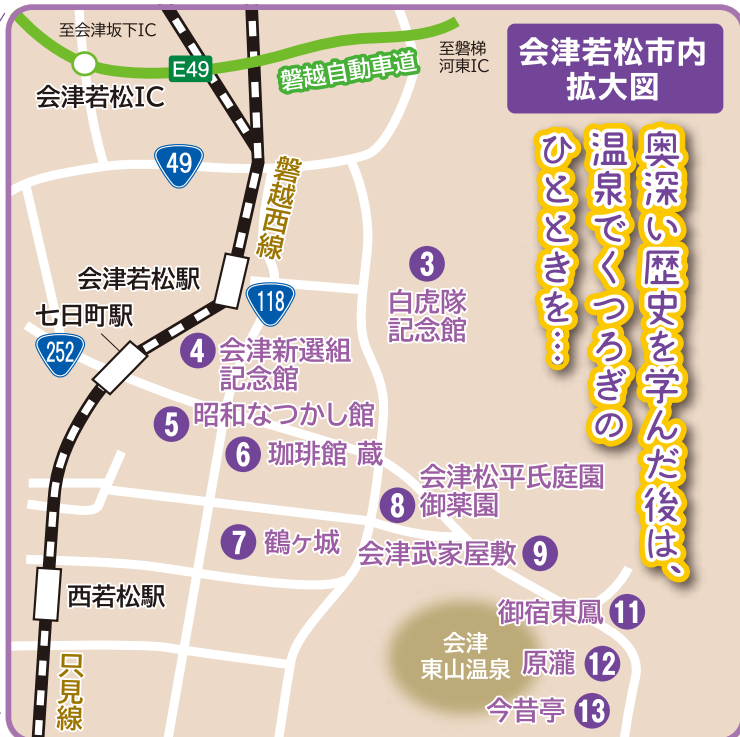 至会津坂下IC
至磐梯
河東IC
会津若松市内
拡大図
E49
磐越自動車道
会津若松IC
奥深い歴史を学んだ後は、
温泉でくつろぎの
ひとときを…
49
磐越西線
会津若松駅
118
3
白虎隊
記念館
七日町駅
252
4 会津新選組
記念館
5 昭和なつかし館
6 珈琲館 蔵
会津松平氏庭園
8 御薬園
7 鶴ヶ城
会津武家屋敷 9
西若松駅
御宿東鳳 11
会津
東山温泉
原瀧 12
今昔亭 13
只見線